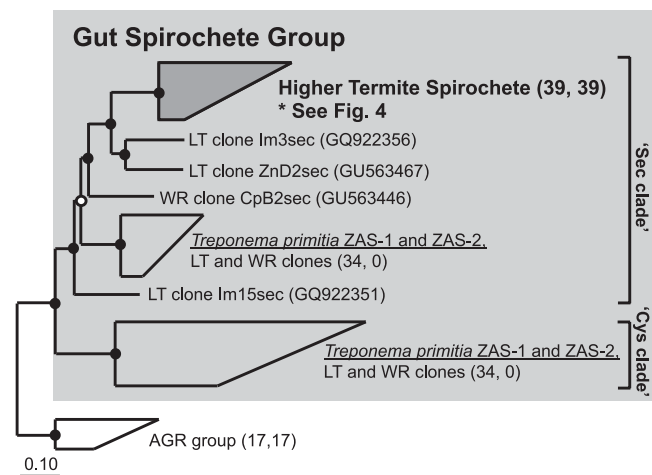 Gut Spirochete Group
Higher Termite Spirochete (39, 39)
* See Fig. 4
LT clone Im3sec (GQ922356)
LT clone ZnD2sec (GU563467)
WR clone CpB2sec (GU563446)
Treponema primitia ZAS-1 and ZAS-2,
LT and WR clones (34, 0)
LT clone Im15sec (GQ922351)
'Sec clade'
Treponema primitia ZAS-1 and ZAS-2,
LT and WR clones (34, 0)
'Cys clade'
AGR group (17,17)
0.10